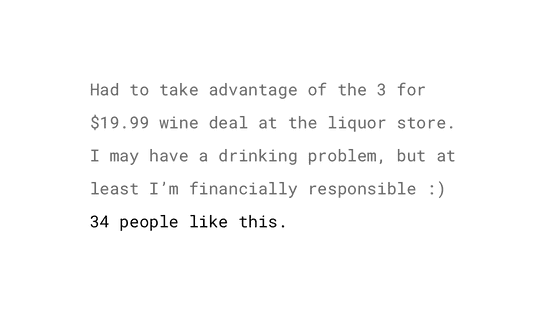 Had to take advantage of the 3 for
$19.99 wine deal at the liquor store.
I may have a drinking problem, but at
least I’m financially responsible :)
34 people like this.